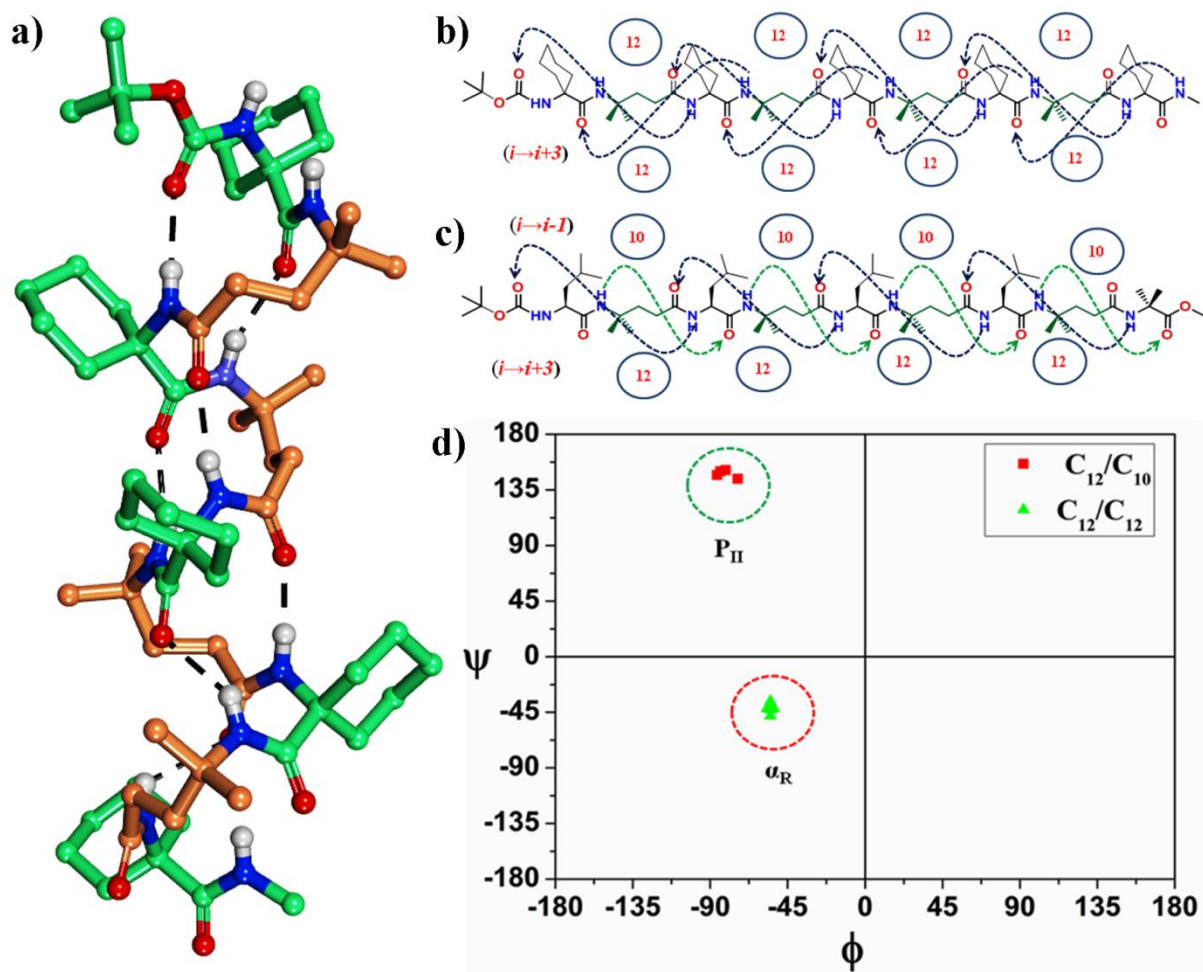 a)
b)
12 12 12 12
O H O H O H O H H
O N N N N N N N N N N
H O H O H O H O H O
(i→i+3)
12 12 12 12
c)
(i→i-1)
10 10 10 10
O H O H O H O H O
O N N N N N N N N N O
H O H O H O H O H O
(i→i+3)
12 12 12 12
d)
C12/C10
C12/C12
PII
αR
180
135
90
45
0
-45
-90
-135
-180
ψ
-180 -135 -90 -45 0 45 90 135 180
ϕ